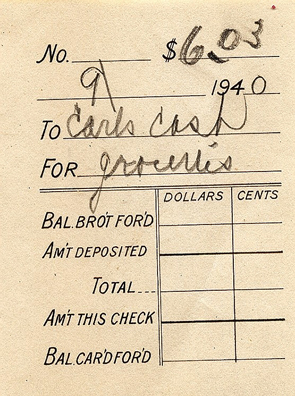 No. $6.03
9 1940
To Carls Cash
For groceries
DOLLARS CENTS
BAL. BRO'T FOR'D
AM'T DEPOSITED
TOTAL
AM'T THIS CHECK
BAL. CAR'D FOR'D